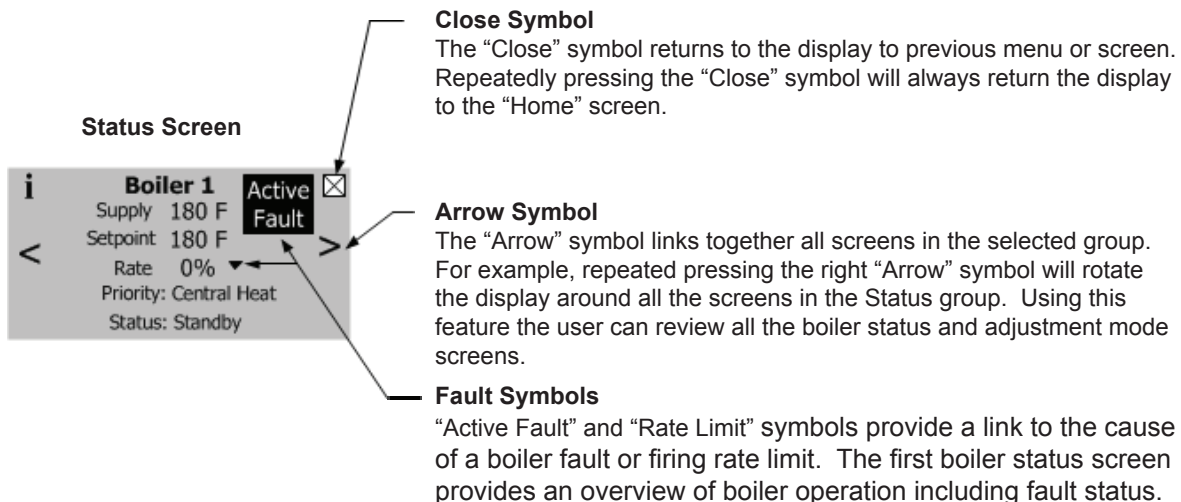 Close Symbol
The “Close” symbol returns to the display to previous menu or screen.
Repeatedly pressing the “Close” symbol will always return the display
to the “Home” screen.
Status Screen
i
Boiler 1
Active
Fault
Supply 180 F
Setpoint 180 F
<
>
Rate 0%
Priority: Central Heat
Status: Standby
Arrow Symbol
The “Arrow” symbol links together all screens in the selected group.
For example, repeated pressing the right “Arrow” symbol will rotate
the display around all the screens in the Status group. Using this
feature the user can review all the boiler status and adjustment mode
screens.
Fault Symbols
“Active Fault” and “Rate Limit” symbols provide a link to the cause
of a boiler fault or firing rate limit. The first boiler status screen
provides an overview of boiler operation including fault status.